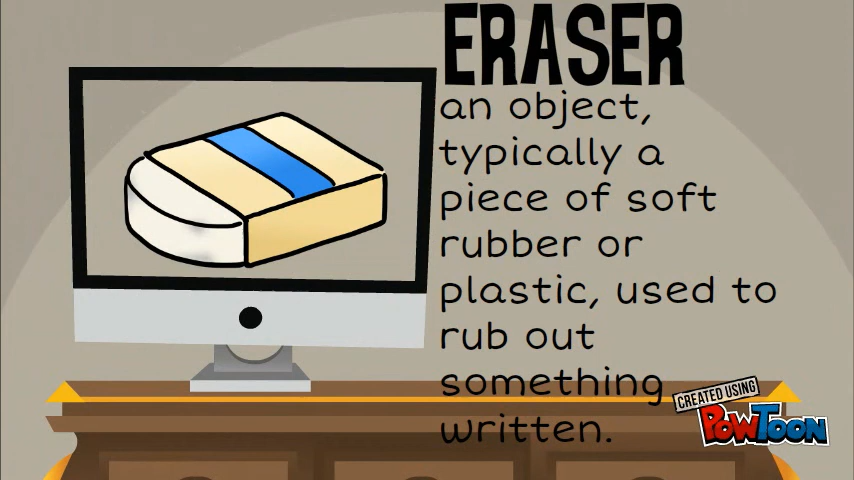 ERASER
an object,
typically a
piece of soft
rubber or
plastic, used to
rub out
something
written.
CREATED USING
POWTOON